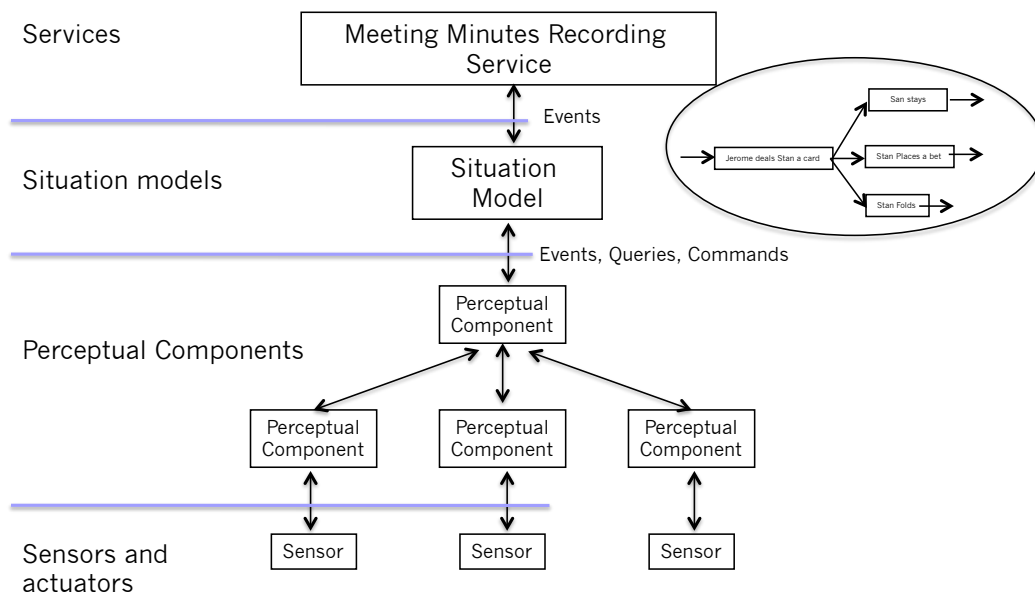 Services
Meeting Minutes Recording
Service
San stays
Events
Jerome deals Stan a card
Stan Places a bet
Situation models
Situation
Model
Stan Folds
Events, Queries, Commands
Perceptual
Component
Perceptual Components
Perceptual
Component
Perceptual
Component
Perceptual
Component
Sensors and
actuators
Sensor
Sensor
Sensor